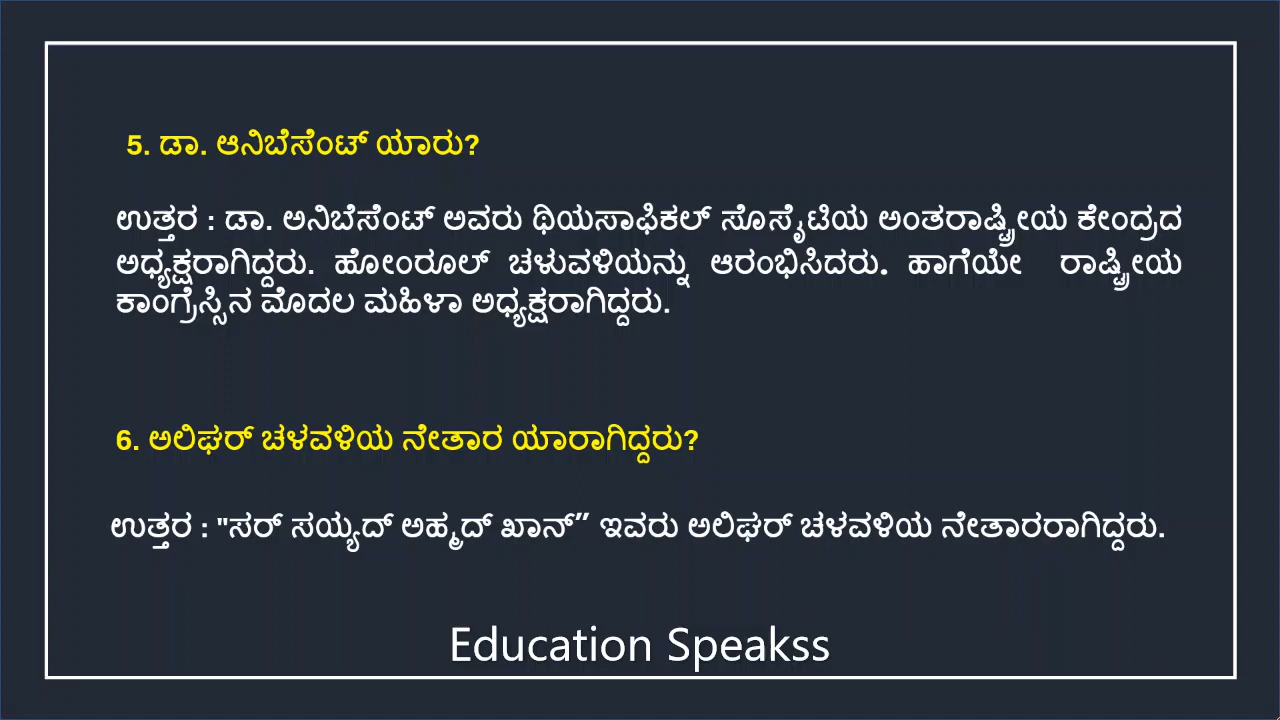 5. ಡಾ. ಆನಿಬೆಸೆಂಟ್ ಯಾರು?
ಉತ್ತರ : ಡಾ. ಅನಿಬೆಸೆಂಟ್ ಅವರು ಥಿಯಸಾಫಿಕಲ್ ಸೊಸೈಟಿಯ ಅಂತರಾಷ್ಟ್ರೀಯ ಕೇಂದ್ರದ
ಅಧ್ಯಕ್ಷರಾಗಿದ್ದರು. ಹೋಂರೂಲ್ ಚಳುವಳಿಯನ್ನು ಆರಂಭಿಸಿದರು. ಹಾಗೆಯೇ ರಾಷ್ಟ್ರೀಯ
ಕಾಂಗ್ರೆಸ್ಸಿನ ಮೊದಲ ಮಹಿಳಾ ಅಧ್ಯಕ್ಷರಾಗಿದ್ದರು.
6. ಅಲಿಘರ್ ಚಳವಳಿಯ ನೇತಾರ ಯಾರಾಗಿದ್ದರು?
ಉತ್ತರ : "ಸರ್ ಸಯ್ಯದ್ ಅಹ್ಮದ್ ಖಾನ್” ಇವರು ಅಲಿಘರ್ ಚಳವಳಿಯ ನೇತಾರರಾಗಿದ್ದರು.
Education Speakss